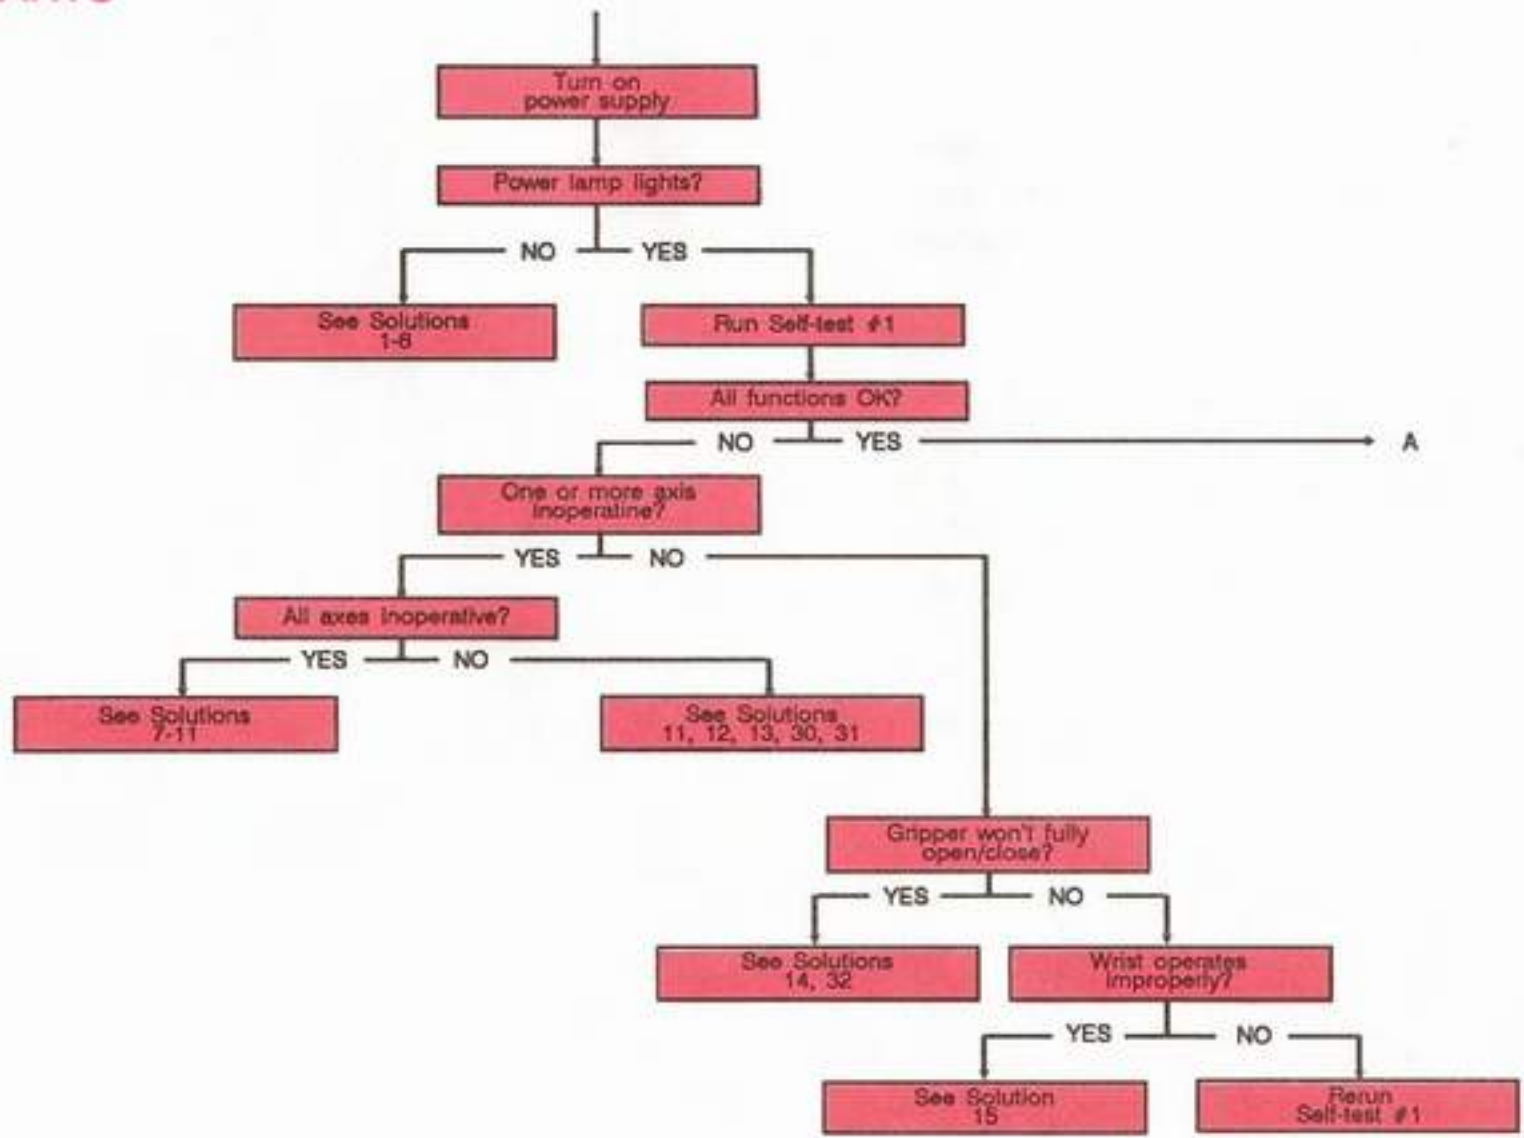 Turn on
power supply
Power lamp lights?
NO YES
See Solutions
1-6
Run Self-test #1
All functions OK?
NO YES A
One or more axis
inoperatine?
YES NO
All axes inoperative?
YES NO
See Solutions
7-11
See Solutions
11, 12, 13, 30, 31
Gripper won't fully
open/close?
YES NO
See Solutions
14, 32
Wrist operates
improperly?
YES NO
See Solution
15
Rerun
Self-test #1